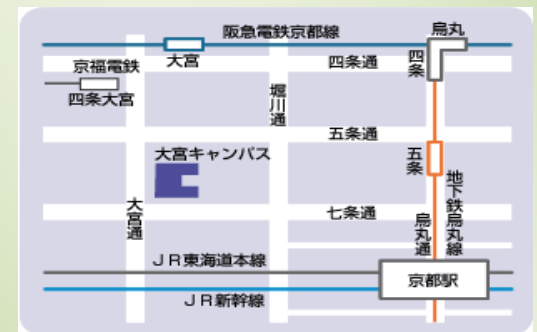 阪急電鉄京都線
烏丸
京福電鉄
大宮
四条通
四条
四条大宮
堀川通
五条通
大宮キャンパス
五条
地下鉄烏丸線
大宮通
七条通
烏丸通
JR東海道本線
京都駅
JR新幹線